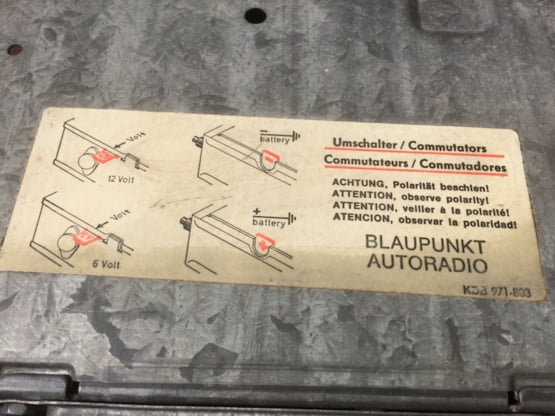 Volt
12 Volt
−
battery
Volt
6 Volt
+
battery
Umschalter / Commutators
Commutateurs / Conmutadores
ACHTUNG, Polarität beachten!
ATTENTION, observe polarity!
ATTENTION, veiller à la polarité!
ATENCION, observar la polaridad!
BLAUPUNKT
AUTORADIO
KDB 971-803